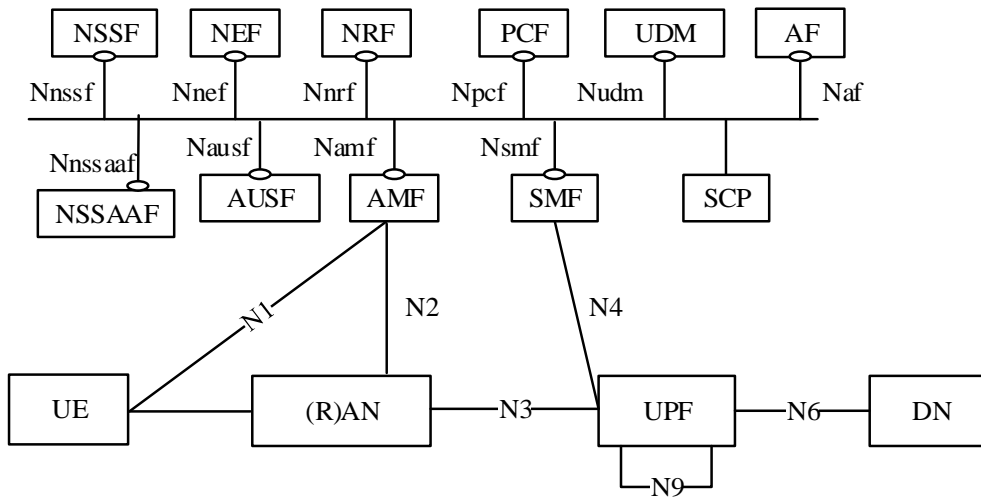 NSSF NEF NRF PCF UDM AF
Nnssf Nnef Nnrf Npcf Nudm Naf
Nnssaaf Nausf Namf Nsmf
NSSAAF AUSF AMF SMF SCP
N1 N2 N4
UE (R)AN N3 UPF N6 DN
N9